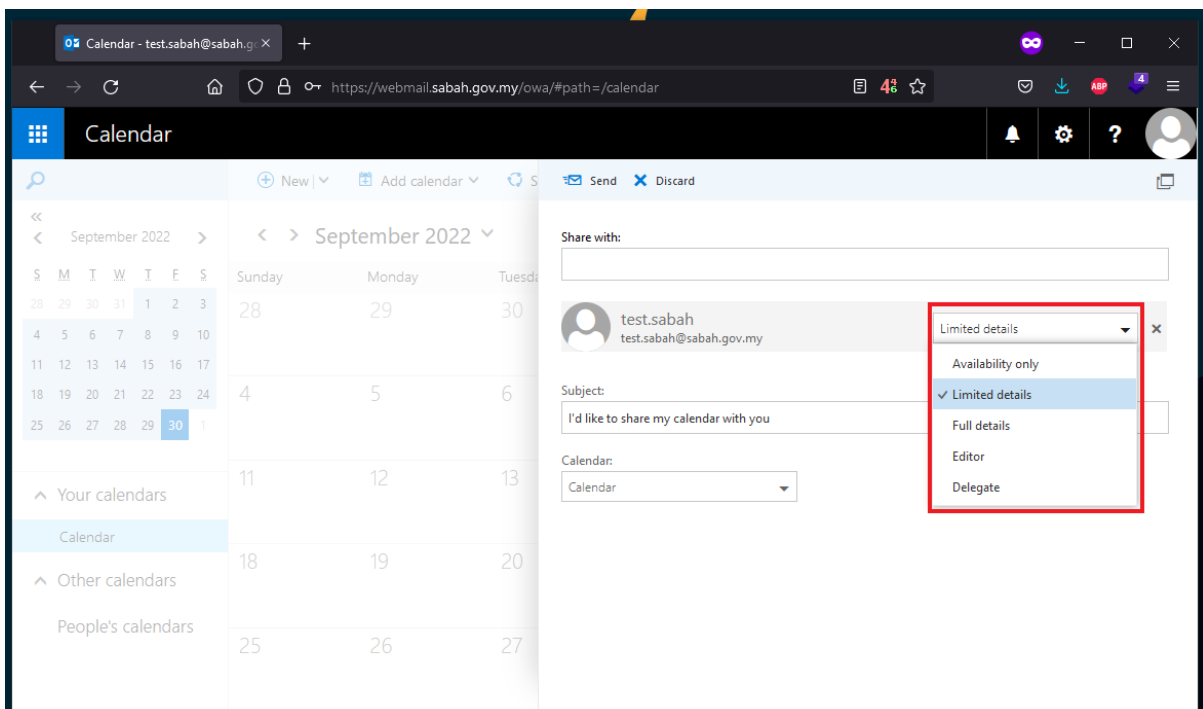 Calendar - test.sabah@sabah.g
https://webmail.sabah.gov.my/owa/#path=/calendar
ABP
4
Calendar
?
New
Add calendar
S
Send
Discard
September 2022
September 2022
Share with:
S M T W T F S
28 29 30 31 1 2 3
4 5 6 7 8 9 10
11 12 13 14 15 16 17
18 19 20 21 22 23 24
25 26 27 28 29 30 1
Sunday Monday Tuesda
28 29 30
4 5 6
11 12 13
18 19 20
25 26 27
test.sabah
test.sabah@sabah.gov.my
Limited details
Availability only
Limited details
Full details
Editor
Delegate
Subject:
I'd like to share my calendar with you
Calendar:
Calendar
Your calendars
Calendar
Other calendars
People's calendars